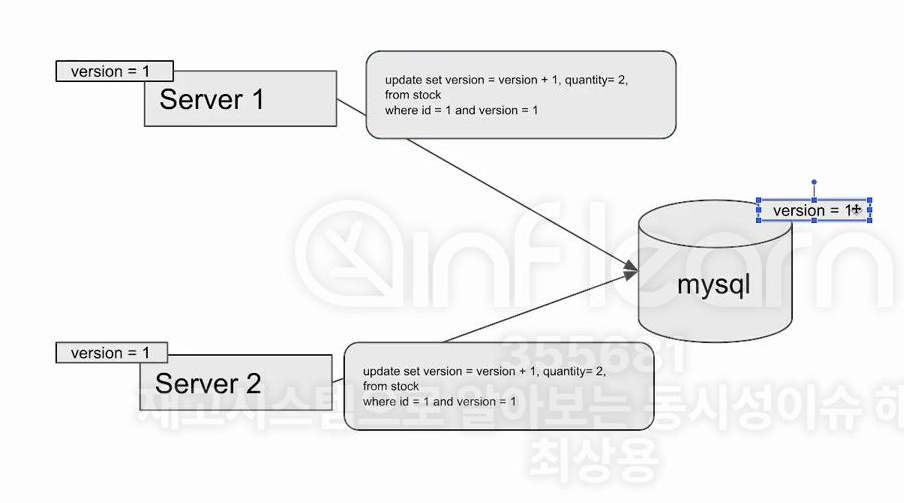 version = 1
Server 1
update set version = version + 1, quantity= 2,
from stock
where id = 1 and version = 1
version = 1
mysql
inflearn
355681
version = 1
Server 2
update set version = version + 1, quantity= 2,
from stock
where id = 1 and version = 1
재고시스템으로 알아보는 동시성이슈 해
최상용